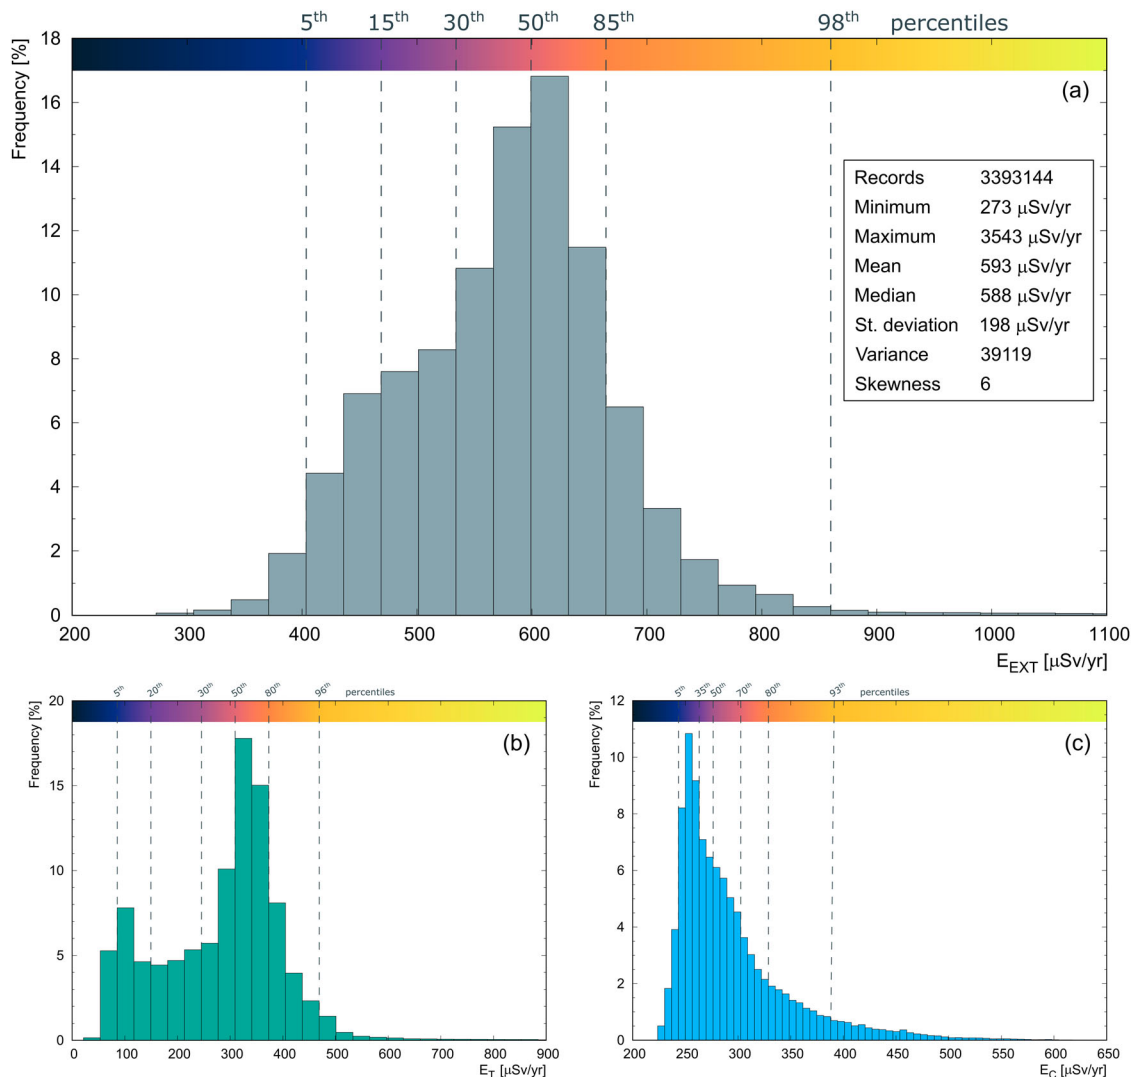 5th 15th 30th 50th 85th 98th percentiles
18
16
14
12
10
8
6
4
2
0
Frequency [%]
(a)
Records 3393144
Minimum 273 μSv/yr
Maximum 3543 μSv/yr
Mean 593 μSv/yr
Median 588 μSv/yr
St. deviation 198 μSv/yr
Variance 39119
Skewness 6
200 300 400 500 600 700 800 900 1000 1100
E_EXT [μSv/yr]
5th 20th 30th 50th 80th 96th percentiles
20
15
10
5
0
Frequency [%]
(b)
0 100 200 300 400 500 600 700 800 900
E_T [μSv/yr]
5th 35th 50th 70th 80th 93th percentiles
12
10
8
6
4
2
0
Frequency [%]
(c)
200 250 300 350 400 450 500 550 600 650
E_C [μSv/yr]